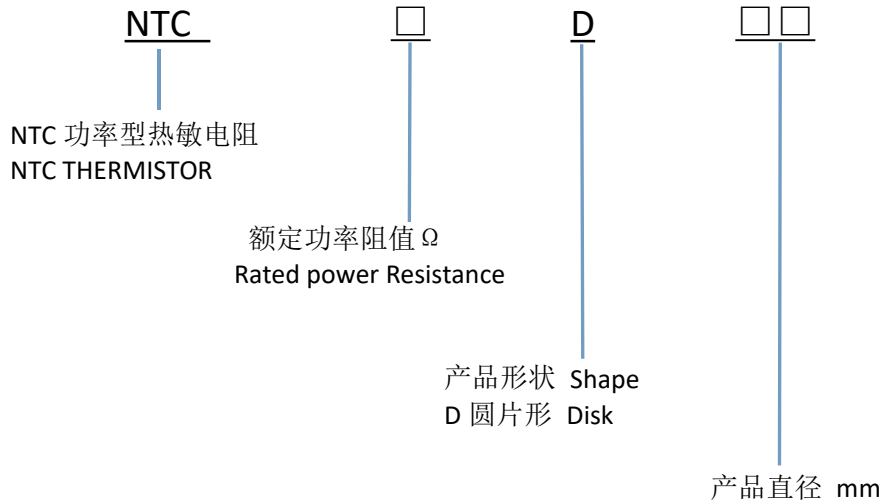 NTC □ D □□
NTC 功率型热敏电阻
NTC THERMISTOR
额定功率阻值 Ω
Rated power Resistance
产品形状 Shape
D 圆片形 Disk
产品直径 mm